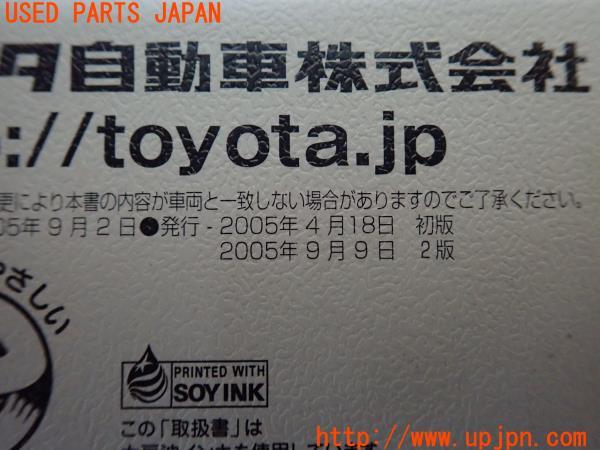 USED PARTS JAPAN
タ自動車株式会社
://toyota.jp
更により本書の内容が車両と一致しない場合がありますのでご了承ください。
05年9月2日●発行-2005年4月18日 初版
2005年9月9日 2版
さしい
PRINTED WITH
SOY INK
この「取扱書」は
http://www.upjpn.com/